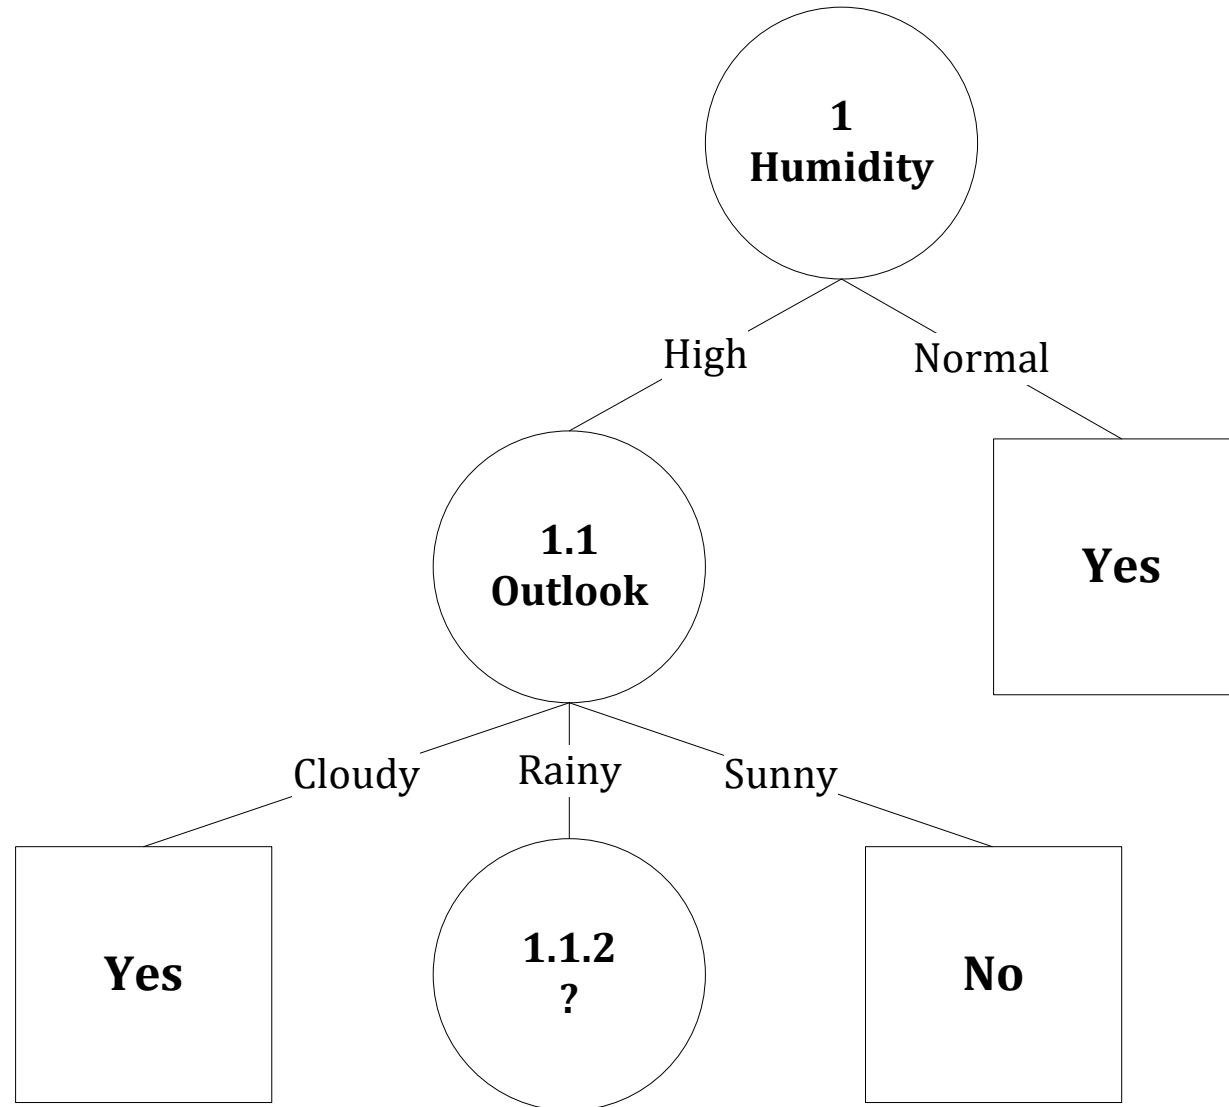 1
Humidity
High
Normal
1.1
Outlook
Yes
Cloudy
Rainy
Sunny
Yes
1.1.2
?
No